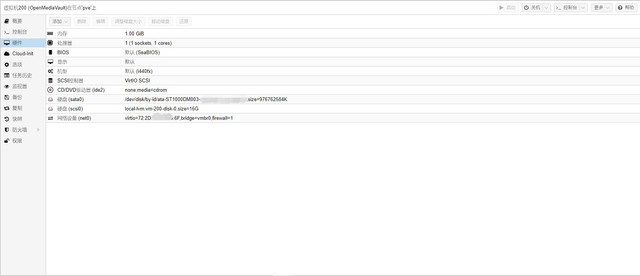 虚拟机200 (OpenMediaVault)在节点'pve'上
启动
关机
控制台
更多
帮助
概要
控制台
硬件
Cloud-Init
选项
任务历史
监视器
备份
复制
快照
防火墙
权限
添加
删除
编辑
调整磁盘大小
移动磁盘
还原
内存 1.00 GiB
处理器 1 (1 sockets, 1 cores)
BIOS 默认 (SeaBIOS)
显示 默认
机型 默认 (i440fx)
SCSI控制器 VirtIO SCSI
CD/DVD驱动器 (ide2) none,media=cdrom
硬盘 (sata0) /dev/disk/by-id/ata-ST1000DM003- size=976762584K
硬盘 (scsi0) local-lvm:vm-200-disk-0,size=16G
网络设备 (net0) virtio=72:2D: 6F,bridge=vmbr0,firewall=1